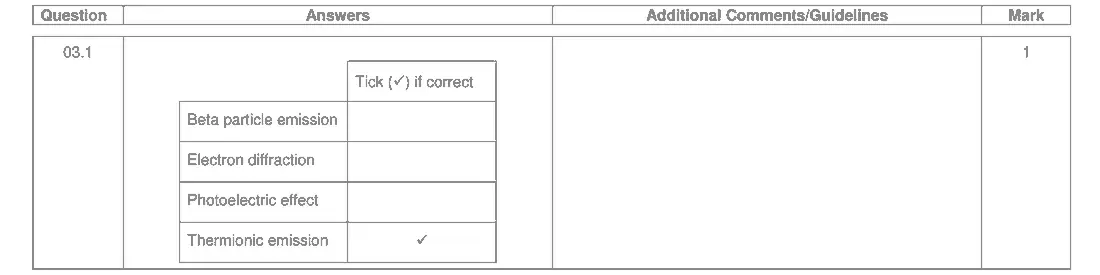 Question Answers Additional Comments/Guidelines Mark
03.1 1
Tick (✓) if correct
Beta particle emission
Electron diffraction
Photoelectric effect
Thermionic emission ✓